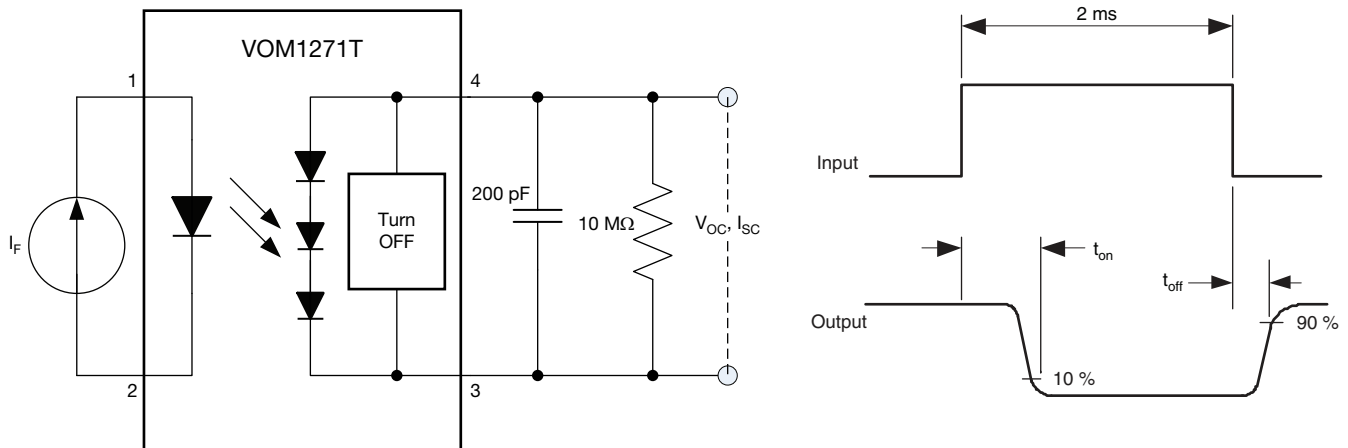 VOM1271T
1
4
2
3
I_F
Turn
OFF
200 pF
10 MΩ
V_OC, I_SC
2 ms
Input
t_on
t_off
Output
90 %
10 %